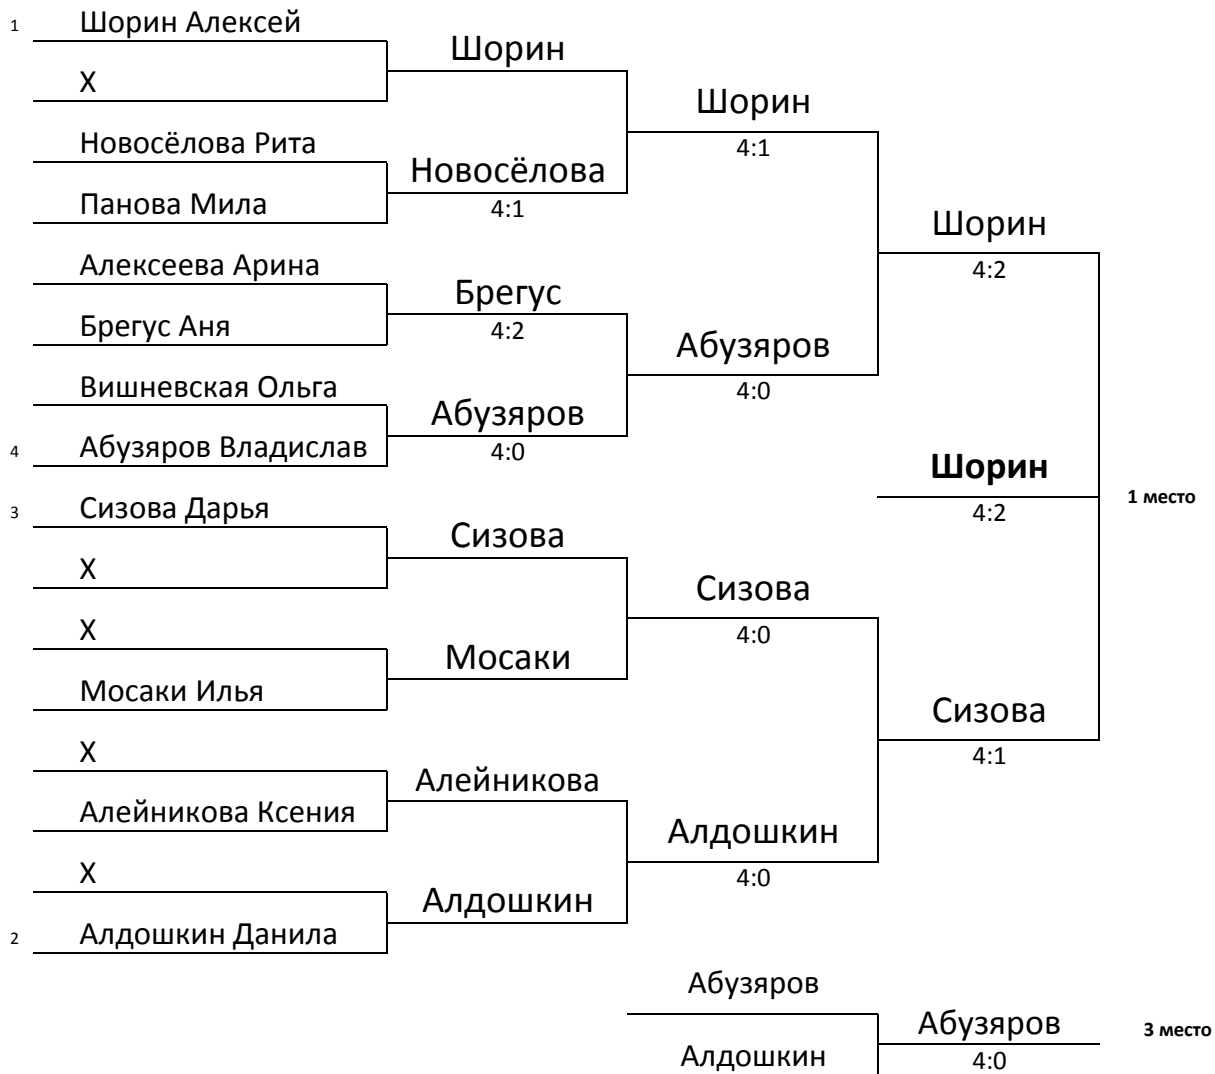 1 Шорин Алексей
X
Новосёлова Рита
Панова Мила
Алексеева Арина
Брегус Аня
Вишневская Ольга
4 Абузяров Владислав
3 Сизова Дарья
X
X
Мосаки Илья
X
Алейникова Ксения
X
2 Алдошкин Данила
Шорин
Новосёлова
4:1
Брегус
4:2
Абузяров
4:0
Сизова
Мосаки
Алейникова
Алдошкин
Шорин
4:1
Абузяров
4:0
Сизова
4:0
Алдошкин
4:0
Шорин
4:2
Сизова
4:1
Шорин
4:2
1 место
Абузяров
Алдошкин
Абузяров
4:0
3 место